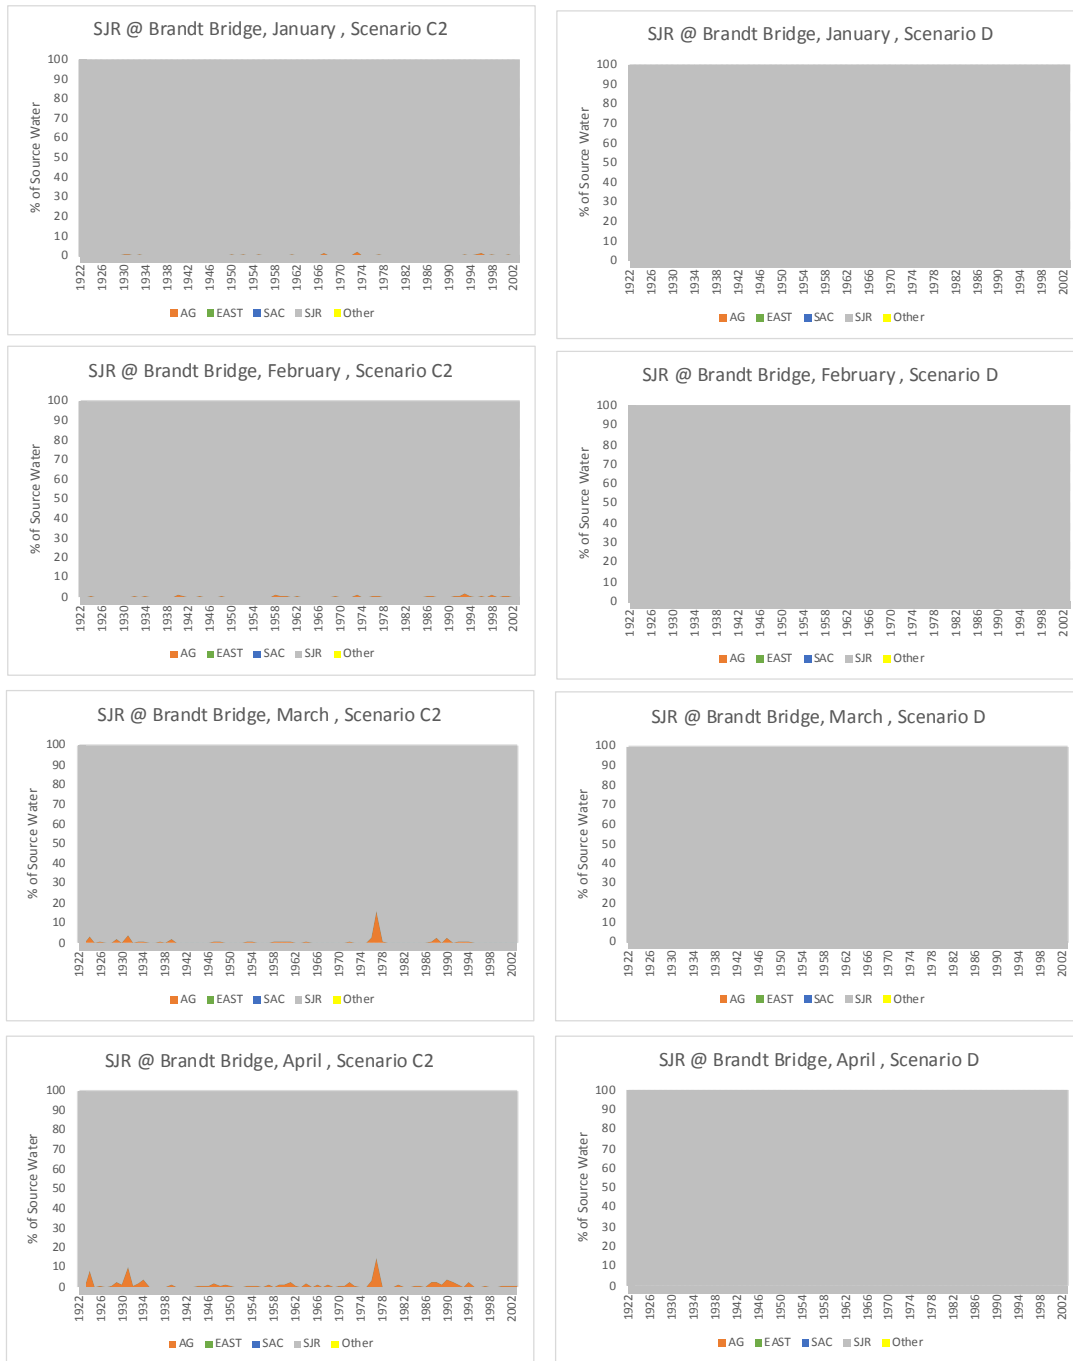 SJR @ Brandt Bridge, January , Scenario C2
% of Source Water
100
90
80
70
60
50
40
30
20
10
0
1922 1926 1930 1934 1938 1942 1946 1950 1954 1958 1962 1966 1970 1974 1978 1982 1986 1990 1994 1998 2002
AG EAST SAC SJR Other
SJR @ Brandt Bridge, January , Scenario D
% of Source Water
100
90
80
70
60
50
40
30
20
10
0
1922 1926 1930 1934 1938 1942 1946 1950 1954 1958 1962 1966 1970 1974 1978 1982 1986 1990 1994 1998 2002
AG EAST SAC SJR Other
SJR @ Brandt Bridge, February , Scenario C2
% of Source Water
100
90
80
70
60
50
40
30
20
10
0
1922 1926 1930 1934 1938 1942 1946 1950 1954 1958 1962 1966 1970 1974 1978 1982 1986 1990 1994 1998 2002
AG EAST SAC SJR Other
SJR @ Brandt Bridge, February , Scenario D
% of Source Water
100
90
80
70
60
50
40
30
20
10
0
1922 1926 1930 1934 1938 1942 1946 1950 1954 1958 1962 1966 1970 1974 1978 1982 1986 1990 1994 1998 2002
AG EAST SAC SJR Other
SJR @ Brandt Bridge, March , Scenario C2
% of Source Water
100
90
80
70
60
50
40
30
20
10
0
1922 1926 1930 1934 1938 1942 1946 1950 1954 1958 1962 1966 1970 1974 1978 1982 1986 1990 1994 1998 2002
AG EAST SAC SJR Other
SJR @ Brandt Bridge, March , Scenario D
% of Source Water
100
90
80
70
60
50
40
30
20
10
0
1922 1926 1930 1934 1938 1942 1946 1950 1954 1958 1962 1966 1970 1974 1978 1982 1986 1990 1994 1998 2002
AG EAST SAC SJR Other
SJR @ Brandt Bridge, April , Scenario C2
% of Source Water
100
90
80
70
60
50
40
30
20
10
0
1922 1926 1930 1934 1938 1942 1946 1950 1954 1958 1962 1966 1970 1974 1978 1982 1986 1990 1994 1998 2002
AG EAST SAC SJR Other
SJR @ Brandt Bridge, April , Scenario D
% of Source Water
100
90
80
70
60
50
40
30
20
10
0
1922 1926 1930 1934 1938 1942 1946 1950 1954 1958 1962 1966 1970 1974 1978 1982 1986 1990 1994 1998 2002
AG EAST SAC SJR Other